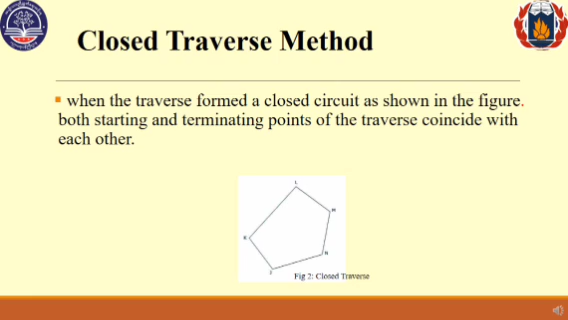 Closed Traverse Method
when the traverse formed a closed circuit as shown in the figure.
both starting and terminating points of the traverse coincide with
each other.
L
M
K
N
J
Fig 2: Closed Traverse